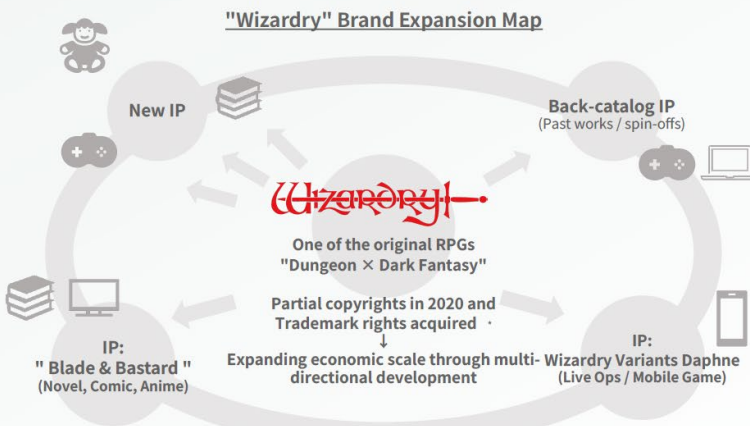 "Wizardry" Brand Expansion Map
New IP
Back-catalog IP
(Past works / spin-offs)
Wizardry
One of the original RPGs
"Dungeon × Dark Fantasy"
Partial copyrights in 2020 and
Trademark rights acquired
↓
Expanding economic scale through multi-
directional development
IP:
" Blade & Bastard "
(Novel, Comic, Anime)
IP:
Wizardry Variants Daphne
(Live Ops / Mobile Game)